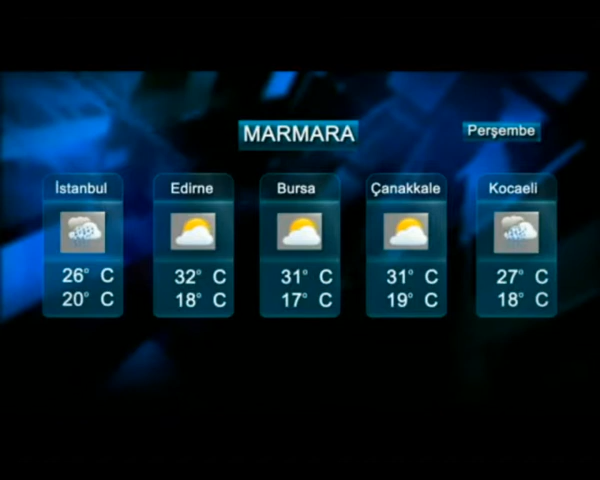 MARMARA
Perşembe
İstanbul
26° C
20° C
Edirne
32° C
18° C
Bursa
31° C
17° C
Çanakkale
31° C
19° C
Kocaeli
27° C
18° C